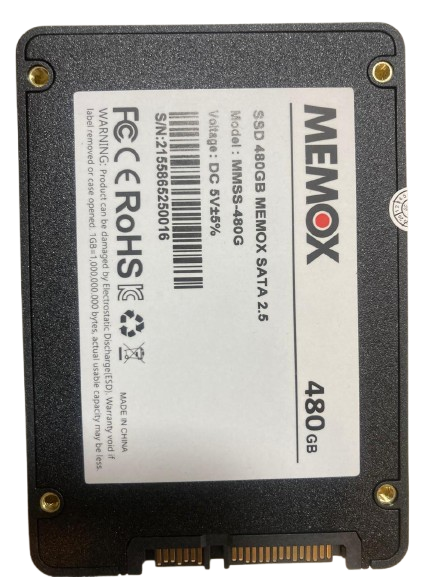 MEMOX
480GB
SSD 480GB MEMOX SATA 2.5
Model : MMSS-480G
Voltage : DC 5V±5%
S/N:2155865250016
FC CE RoHS
MADE IN CHINA
WARNING: Product can be damaged by Electrostatic Discharge(ESD). Warranty void if
label removed or case opened. 1GB=1,000,000,000 bytes, actual usable capacity may be less.